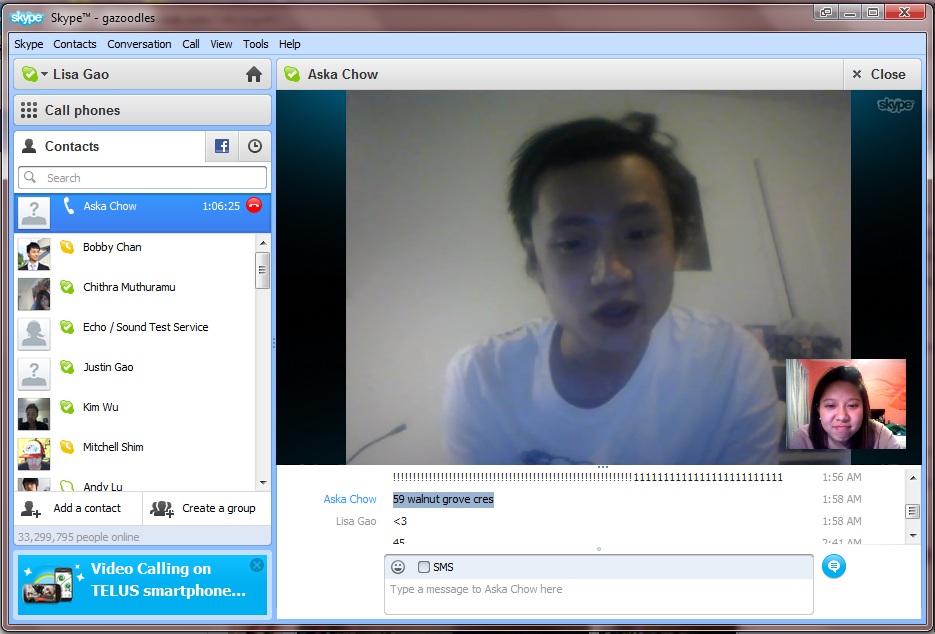 skype Skype™ - gazoodles
Skype Contacts Conversation Call View Tools Help
Lisa Gao
Call phones
Contacts
Search
Aska Chow 1:06:25
Bobby Chan
Chithra Muthuramu
Echo / Sound Test Service
Justin Gao
Kim Wu
Mitchell Shim
Andy Lu
Add a contact Create a group
33,299,795 people online
Video Calling on
TELUS smartphone...
Aska Chow × Close
skype
1:56 AM
Aska Chow 59 walnut grove cres 1:58 AM
Lisa Gao <3 1:58 AM
45 2:41 AM
SMS
Type a message to Aska Chow here